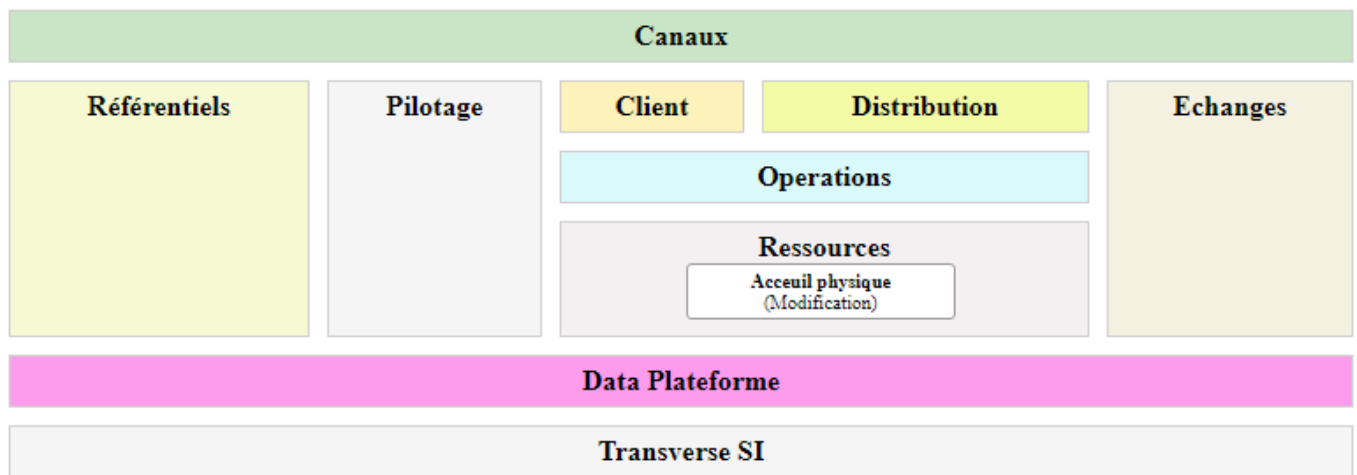 Canaux
Référentiels
Pilotage
Client
Distribution
Echanges
Operations
Ressources
Acceuil physique
(Modification)
Data Plateforme
Transverse SI